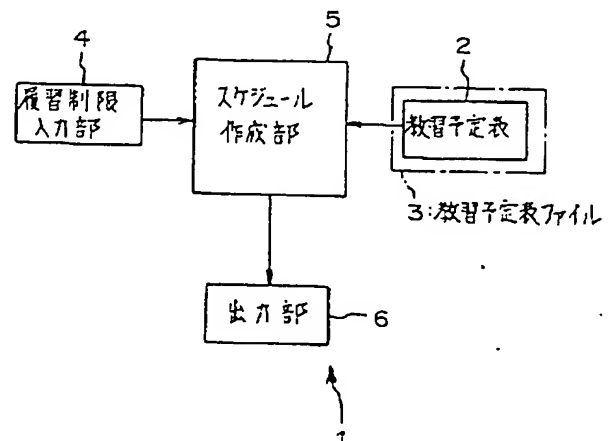 4
履習制限
入力部
5
スケジュール
作成部
2
教習予定表
3:教習予定表ファイル
出力部
6
1